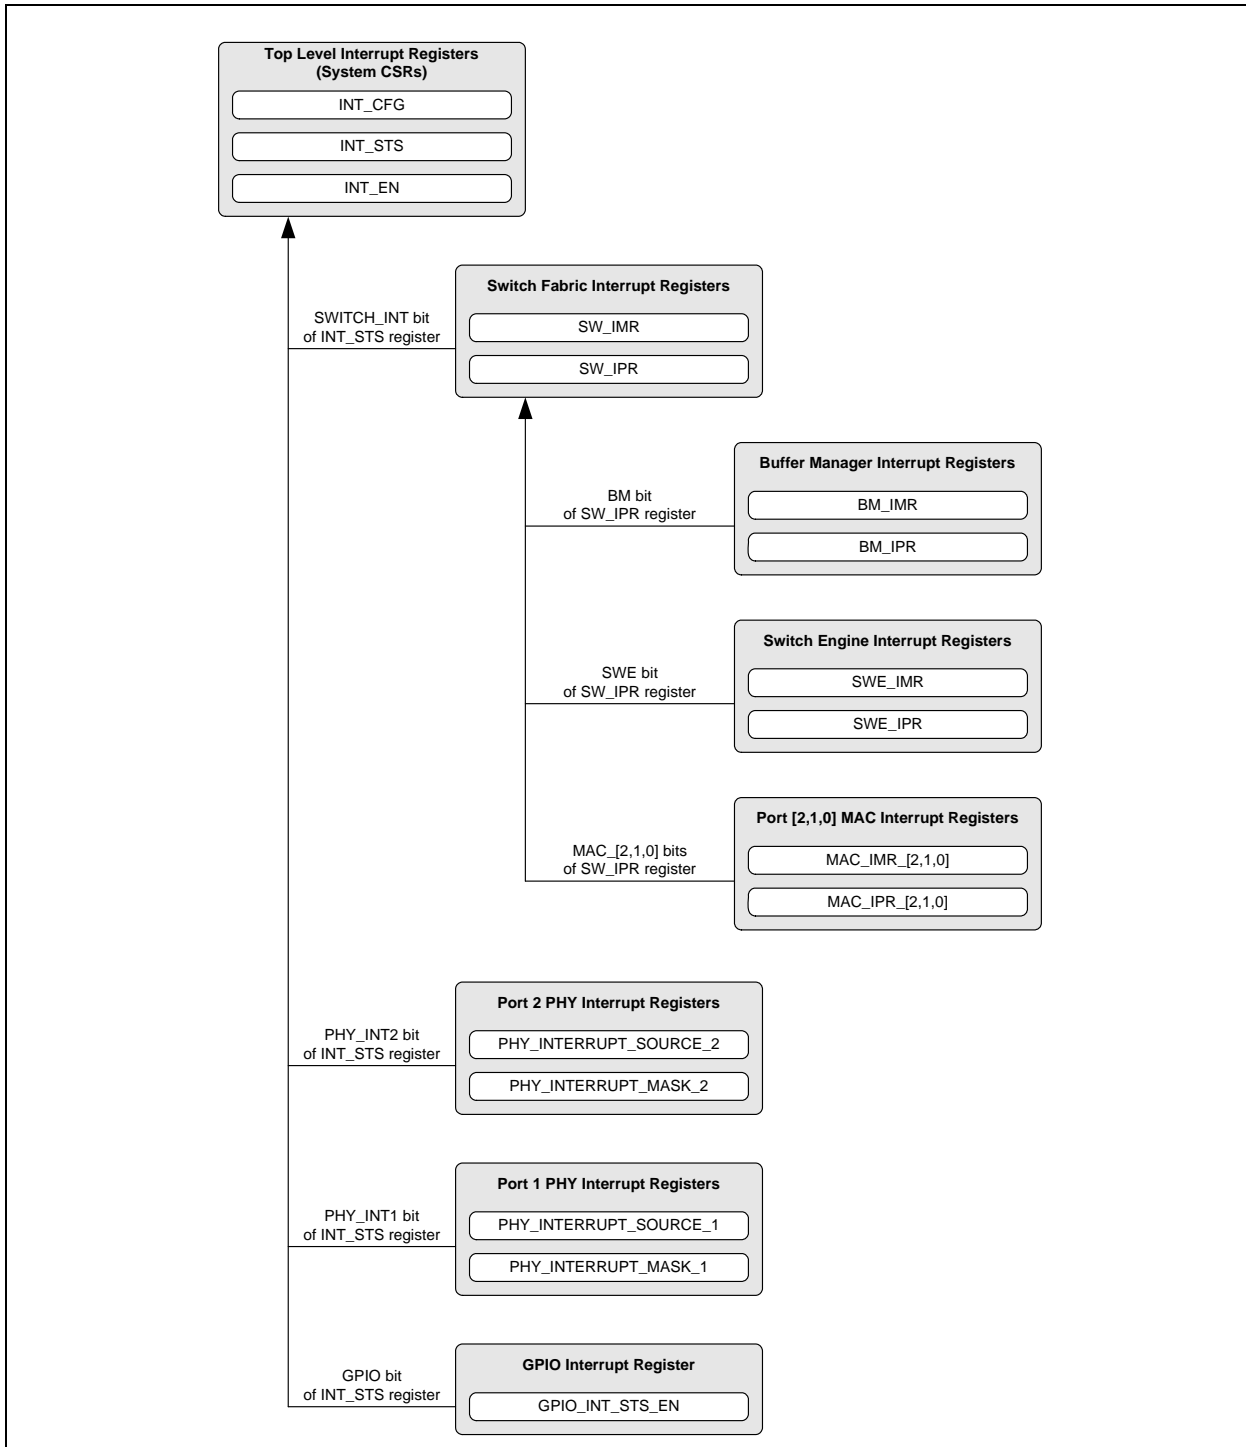 Top Level Interrupt Registers
(System CSRs)
INT_CFG
INT_STS
INT_EN
Switch Fabric Interrupt Registers
SWITCH_INT bit
of INT_STS register
SW_IMR
SW_IPR
Buffer Manager Interrupt Registers
BM bit
of SW_IPR register
BM_IMR
BM_IPR
Switch Engine Interrupt Registers
SWE bit
of SW_IPR register
SWE_IMR
SWE_IPR
Port [2,1,0] MAC Interrupt Registers
MAC_[2,1,0] bits
of SW_IPR register
MAC_IMR_[2,1,0]
MAC_IPR_[2,1,0]
Port 2 PHY Interrupt Registers
PHY_INT2 bit
of INT_STS register
PHY_INTERRUPT_SOURCE_2
PHY_INTERRUPT_MASK_2
Port 1 PHY Interrupt Registers
PHY_INT1 bit
of INT_STS register
PHY_INTERRUPT_SOURCE_1
PHY_INTERRUPT_MASK_1
GPIO Interrupt Register
GPIO bit
of INT_STS register
GPIO_INT_STS_EN